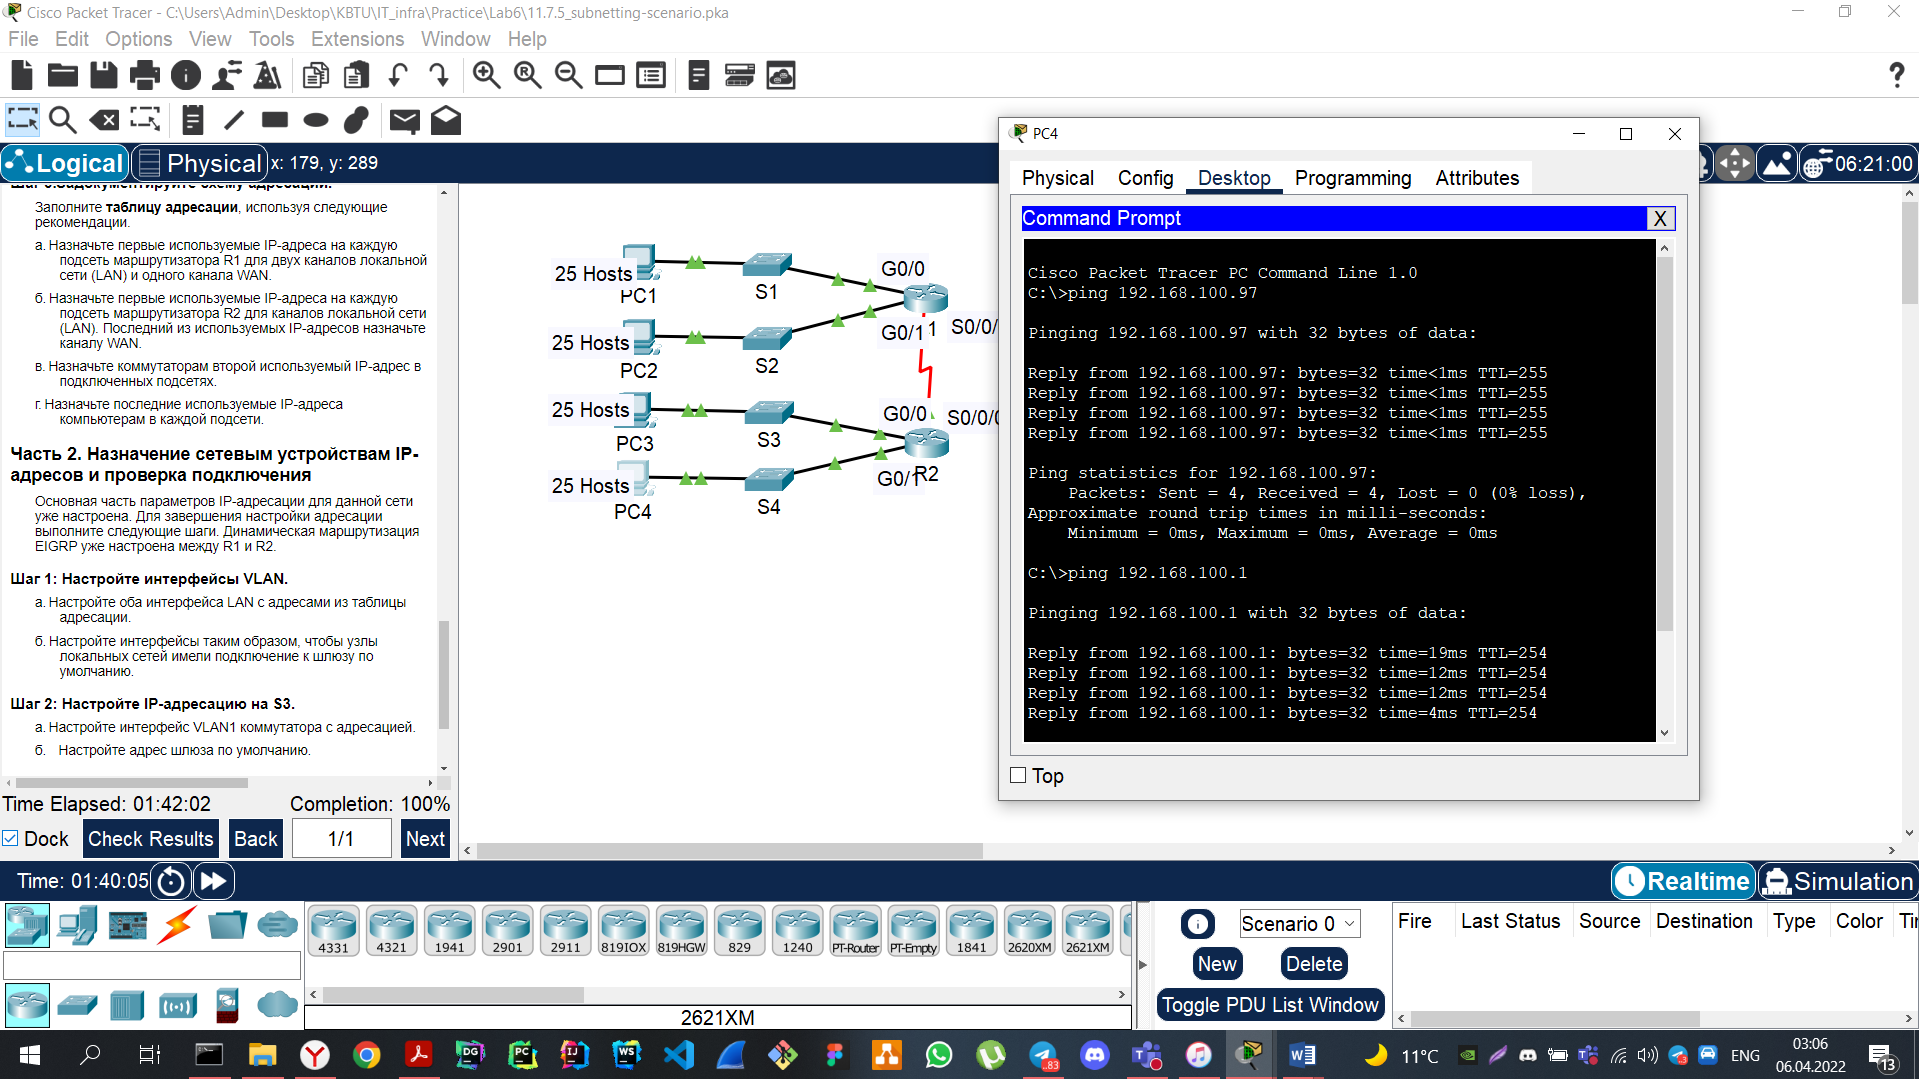 Cisco Packet Tracer - C:\Users\Admin\Desktop\KBTU\IT_infra\Practice\Lab6\11.7.5_subnetting-scenario.pka
File Edit Options View Tools Extensions Window Help
Logical Physical x: 179, y: 289
06:21:00
Заполните таблицу адресации, используя следующие
рекомендации.
а. Назначьте первые используемые IP-адреса на каждую
подсеть маршрутизатора R1 для двух каналов локальной
сети (LAN) и одного канала WAN.
б. Назначьте первые используемые IP-адреса на каждую
подсеть маршрутизатора R2 для каналов локальной сети
(LAN). Последний из используемых IP-адресов назначьте
каналу WAN.
в. Назначьте коммутаторам второй используемый IP-адрес в
подключенных подсетях.
г. Назначьте последние используемые IP-адреса
компьютерам в каждой подсети.
Часть 2. Назначение сетевым устройствам IP-
адресов и проверка подключения
Основная часть параметров IP-адресации для данной сети
уже настроена. Для завершения настройки адресации
выполните следующие шаги. Динамическая маршрутизация
EIGRP уже настроена между R1 и R2.
Шаг 1: Настройте интерфейсы VLAN.
а. Настройте оба интерфейса LAN с адресами из таблицы
адресации.
б. Настройте интерфейсы таким образом, чтобы узлы
локальных сетей имели подключение к шлюзу по
умолчанию.
Шаг 2: Настройте IP-адресацию на S3.
а. Настройте интерфейс VLAN1 коммутатора с адресацией.
б. Настройте адрес шлюза по умолчанию.
Time Elapsed: 01:42:02 Completion: 100%
Dock Check Results Back 1/1 Next
25 Hosts
PC1
S1
G0/0
25 Hosts
PC2
S2
G0/1 1 S0/0/
25 Hosts
PC3
S3
G0/0 S0/0/0
25 Hosts
PC4
S4
G0/1 R2
PC4
Physical Config Desktop Programming Attributes
Command Prompt X
Cisco Packet Tracer PC Command Line 1.0
C:\>ping 192.168.100.97
Pinging 192.168.100.97 with 32 bytes of data:
Reply from 192.168.100.97: bytes=32 time<1ms TTL=255
Reply from 192.168.100.97: bytes=32 time<1ms TTL=255
Reply from 192.168.100.97: bytes=32 time<1ms TTL=255
Reply from 192.168.100.97: bytes=32 time<1ms TTL=255
Ping statistics for 192.168.100.97:
Packets: Sent = 4, Received = 4, Lost = 0 (0% loss),
Approximate round trip times in milli-seconds:
Minimum = 0ms, Maximum = 0ms, Average = 0ms
C:\>ping 192.168.100.1
Pinging 192.168.100.1 with 32 bytes of data:
Reply from 192.168.100.1: bytes=32 time=19ms TTL=254
Reply from 192.168.100.1: bytes=32 time=12ms TTL=254
Reply from 192.168.100.1: bytes=32 time=12ms TTL=254
Reply from 192.168.100.1: bytes=32 time=4ms TTL=254
Top
Time: 01:40:05
Realtime Simulation
4331 4321 1941 2901 2911 819IOX 819HGW 829 1240 PT-Router PT-Empty 1841 2620XM 2621XM
2621XM
Scenario 0
New Delete
Toggle PDU List Window
Fire Last Status Source Destination Type Color
11°C
ENG
03:06
06.04.2022
13